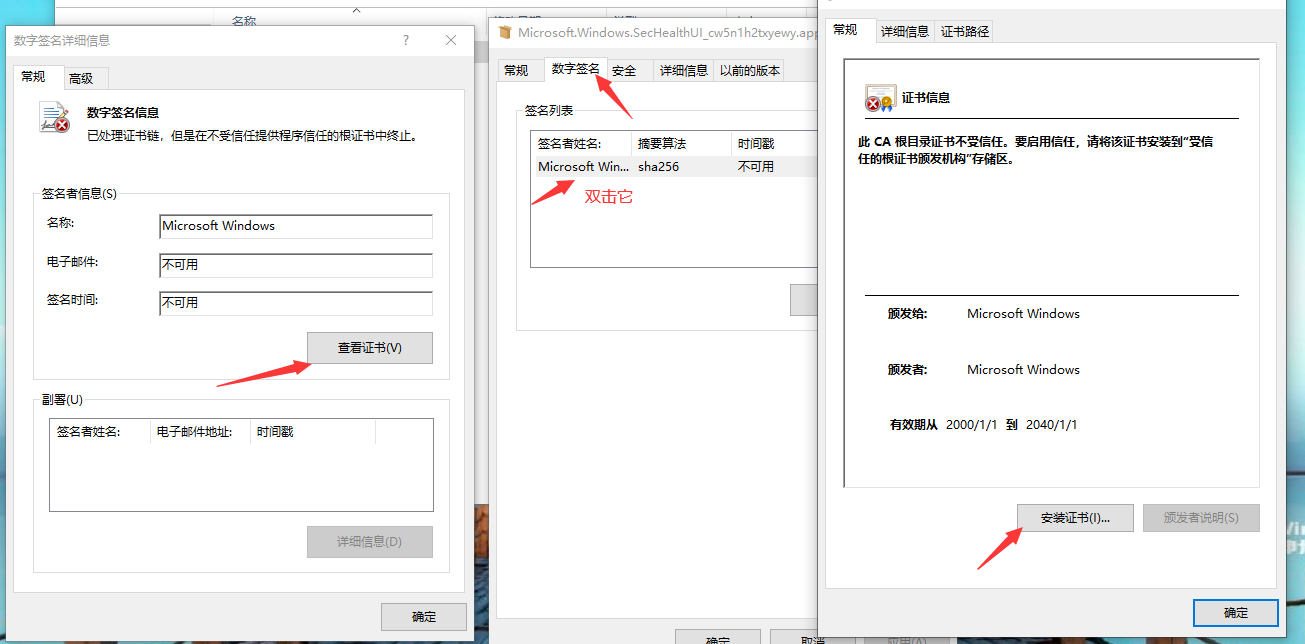 名称
数字签名详细信息
?
常规
高级
数字签名信息
已处理证书链，但是在不受信任提供程序信任的根证书中终止。
签名者信息(S)
名称:
Microsoft Windows
电子邮件:
不可用
签名时间:
不可用
查看证书(V)
副署(U)
签名者姓名:
电子邮件地址:
时间戳
详细信息(D)
确定
Microsoft.Windows.SecHealthUI_cw5n1h2txyewy.app
常规
数字签名
安全
详细信息
以前的版本
签名列表
签名者姓名:
摘要算法
时间戳
Microsoft Win...
sha256
不可用
双击它
确定
取消
应用(A)
常规
详细信息
证书路径
证书信息
此 CA 根目录证书不受信任。要启用信任，请将该证书安装到“受信
任的根证书颁发机构”存储区。
颁发给:
Microsoft Windows
颁发者:
Microsoft Windows
有效期从 2000/1/1 到 2040/1/1
安装证书(I)...
颁发者说明(S)
确定